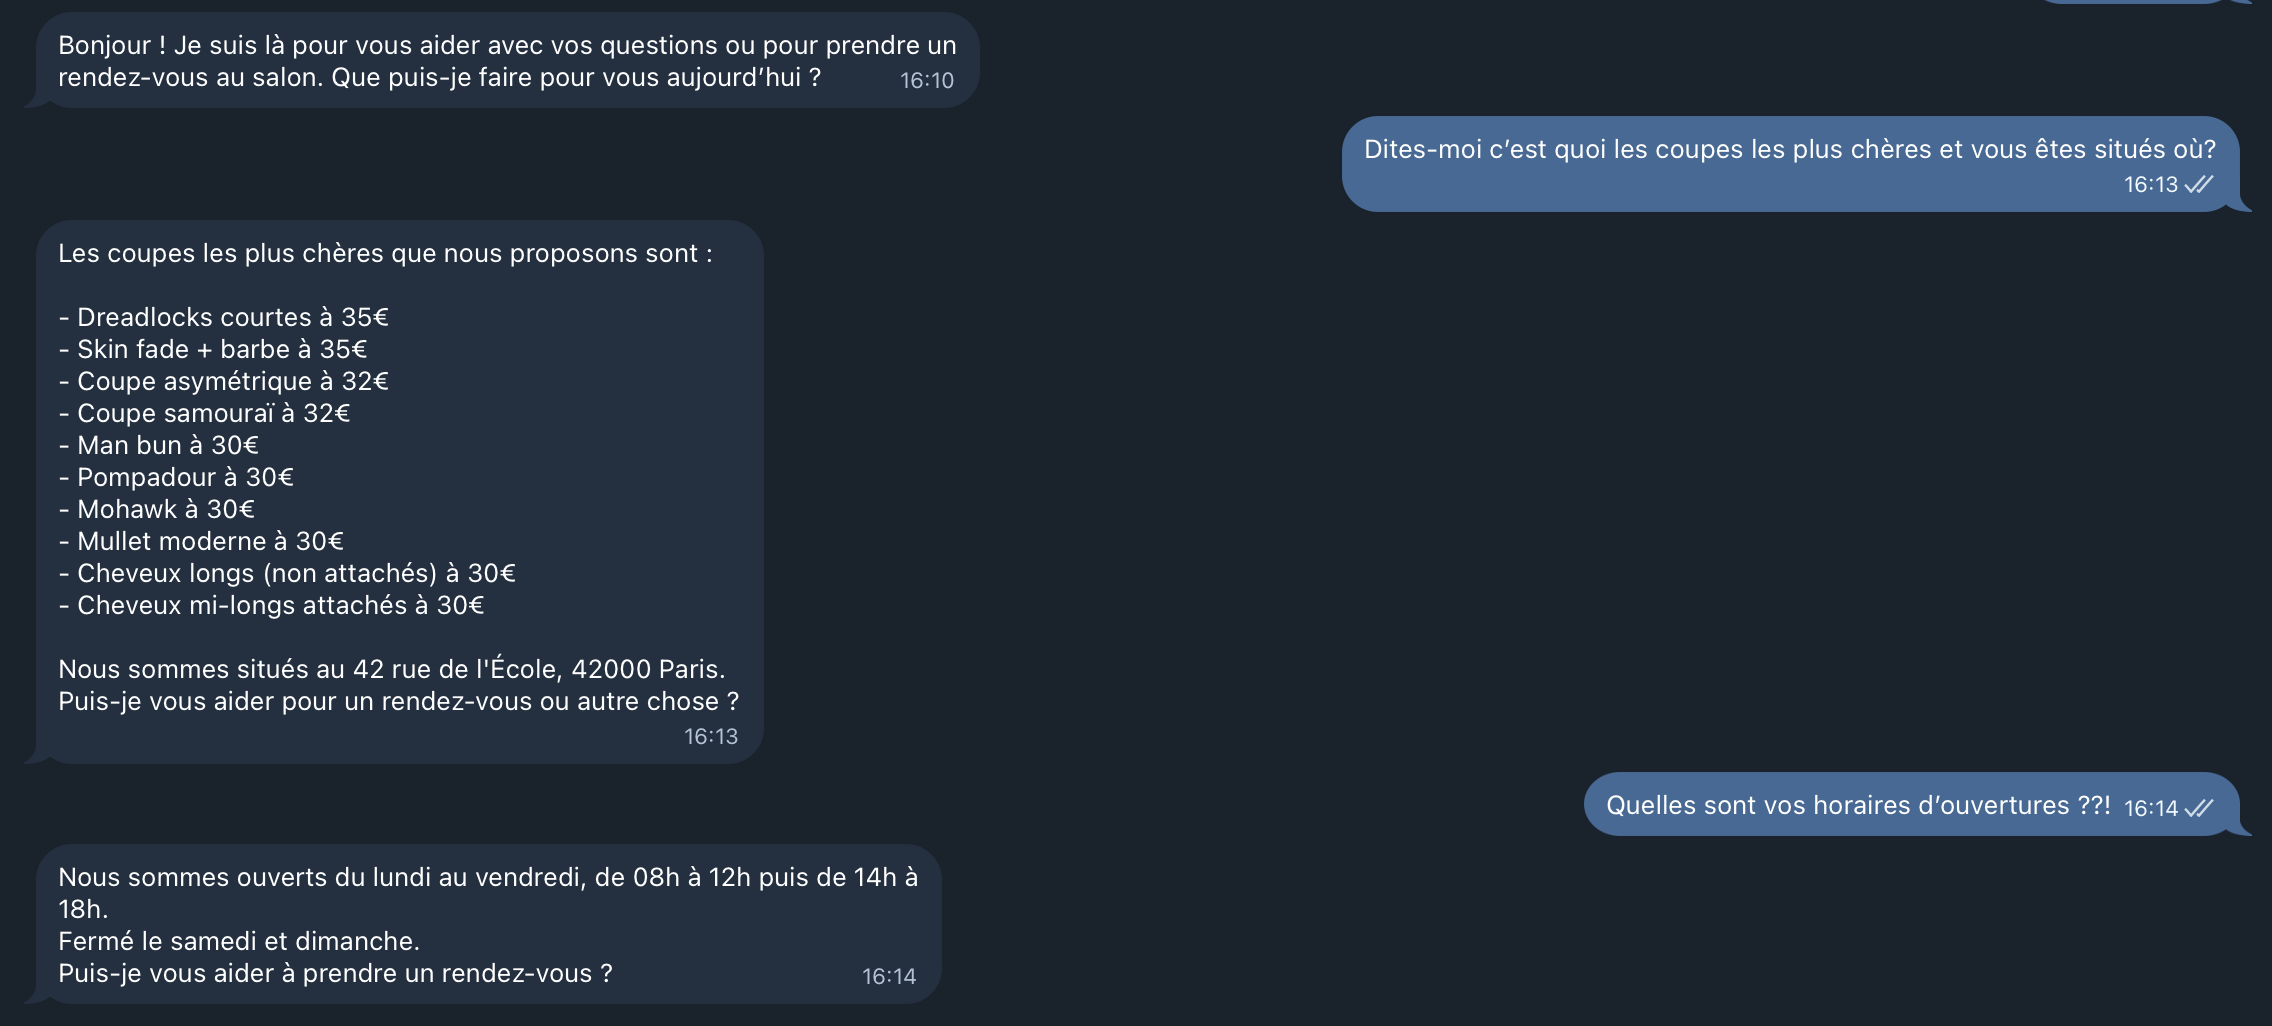 Bonjour ! Je suis là pour vous aider avec vos questions ou pour prendre un
rendez-vous au salon. Que puis-je faire pour vous aujourd’hui ? 16:10
Dites-moi c’est quoi les coupes les plus chères et vous êtes situés où?
16:13
Les coupes les plus chères que nous proposons sont :
- Dreadlocks courtes à 35€
- Skin fade + barbe à 35€
- Coupe asymétrique à 32€
- Coupe samouraï à 32€
- Man bun à 30€
- Pompadour à 30€
- Mohawk à 30€
- Mullet moderne à 30€
- Cheveux longs (non attachés) à 30€
- Cheveux mi-longs attachés à 30€
Nous sommes situés au 42 rue de l'École, 42000 Paris.
Puis-je vous aider pour un rendez-vous ou autre chose ?
16:13
Quelles sont vos horaires d’ouvertures ??! 16:14
Nous sommes ouverts du lundi au vendredi, de 08h à 12h puis de 14h à
18h.
Fermé le samedi et dimanche.
Puis-je vous aider à prendre un rendez-vous ? 16:14